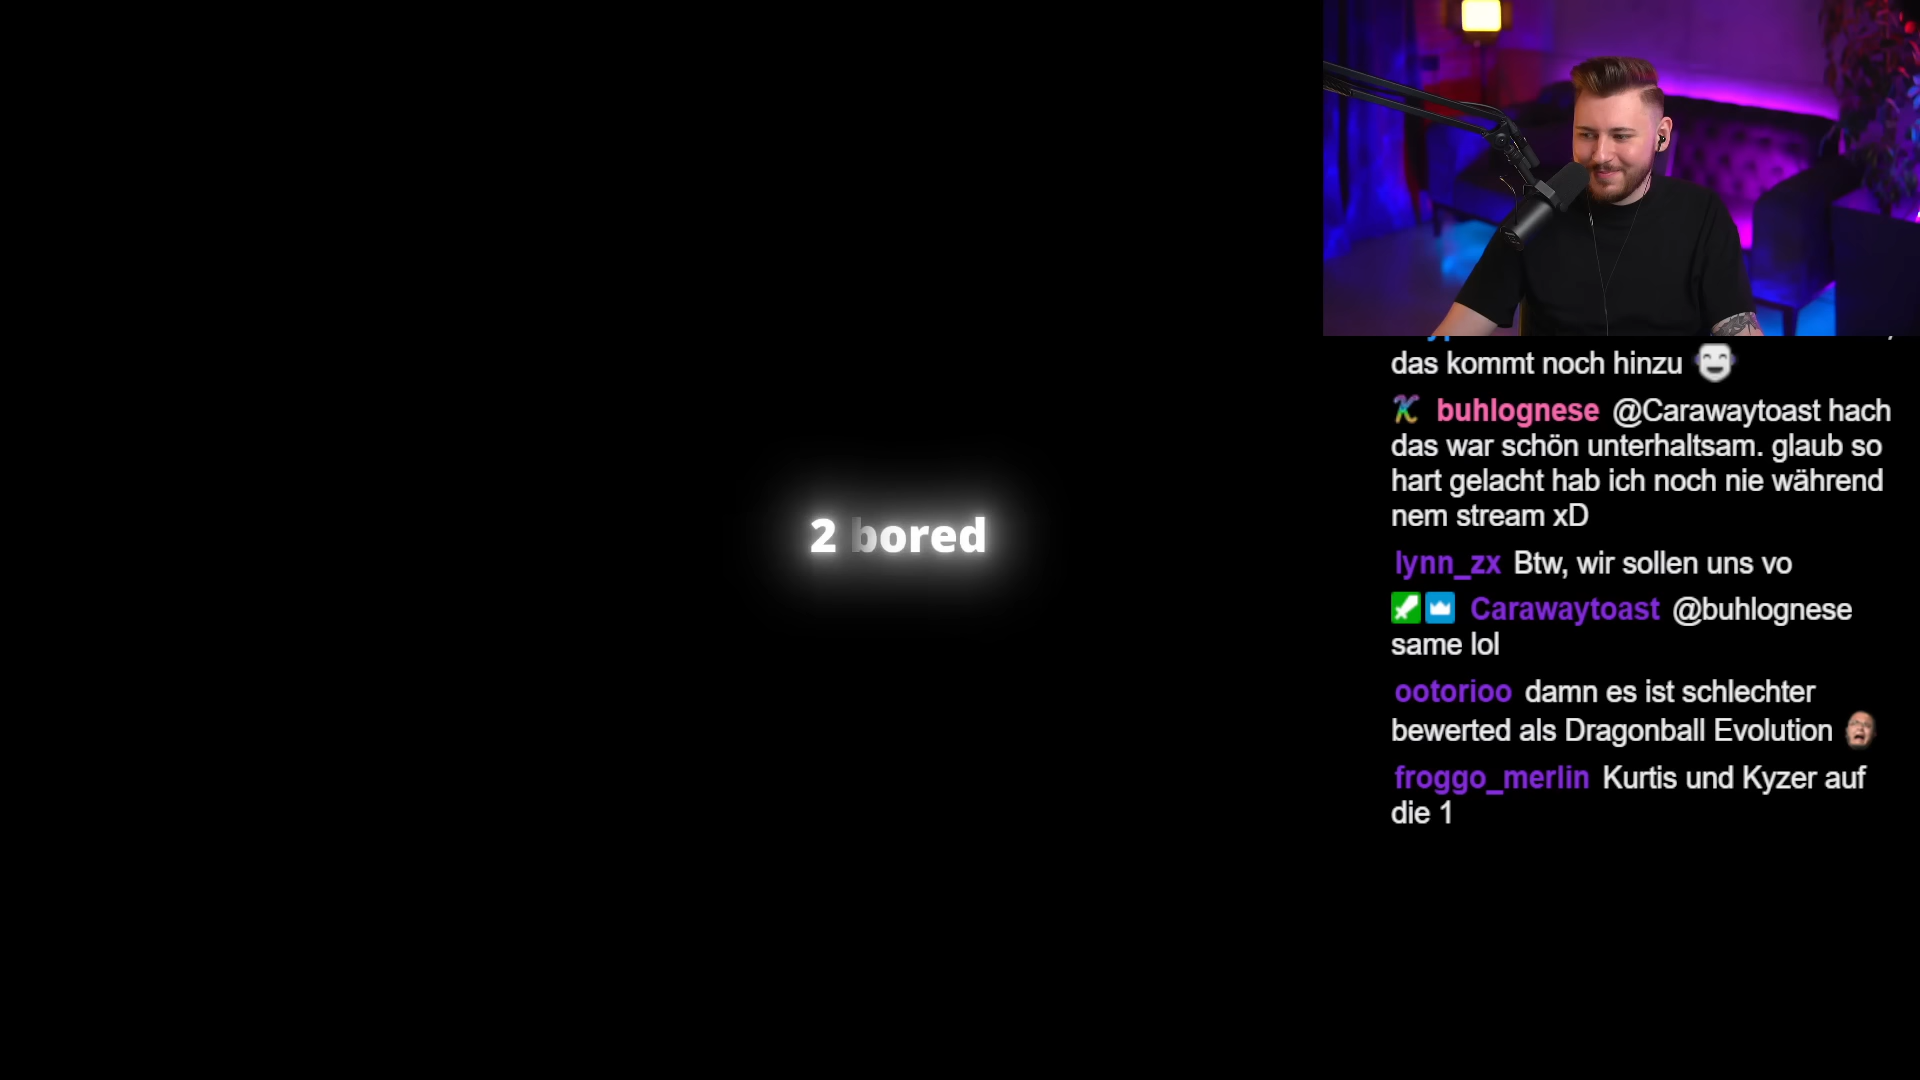 2 bored
das kommt noch hinzu
buhlognese @Carawaytoast hach
das war schön unterhaltsam. glaub so
hart gelacht hab ich noch nie während
nem stream xD
lynn_zx Btw, wir sollen uns vo
Carawaytoast @buhlognese
same lol
ootorioo damn es ist schlechter
bewerted als Dragonball Evolution
froggo_merlin Kurtis und Kyzer auf
die 1